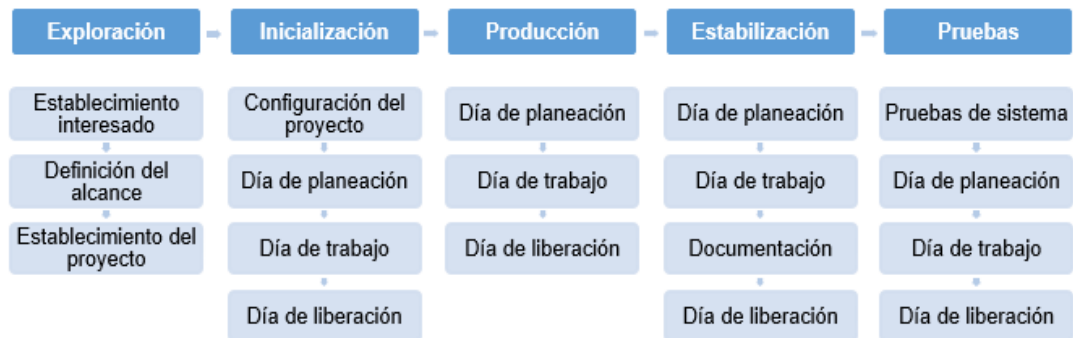 Exploración
Inicialización
Producción
Estabilización
Pruebas
Establecimiento
interesado
Definición del
alcance
Establecimiento del
proyecto
Configuración del
proyecto
Día de planeación
Día de trabajo
Día de liberación
Día de planeación
Día de trabajo
Día de liberación
Día de planeación
Día de trabajo
Documentación
Día de liberación
Pruebas de sistema
Día de planeación
Día de trabajo
Día de liberación